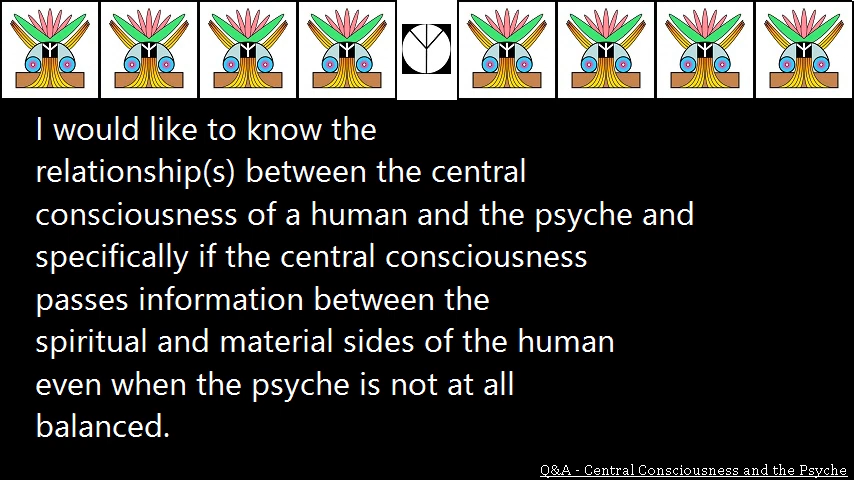 I would like to know the
relationship(s) between the central
consciousness of a human and the psyche and
specifically if the central consciousness
passes information between the
spiritual and material sides of the human
even when the psyche is not at all
balanced.
Q&A - Central Consciousness and the Psyche